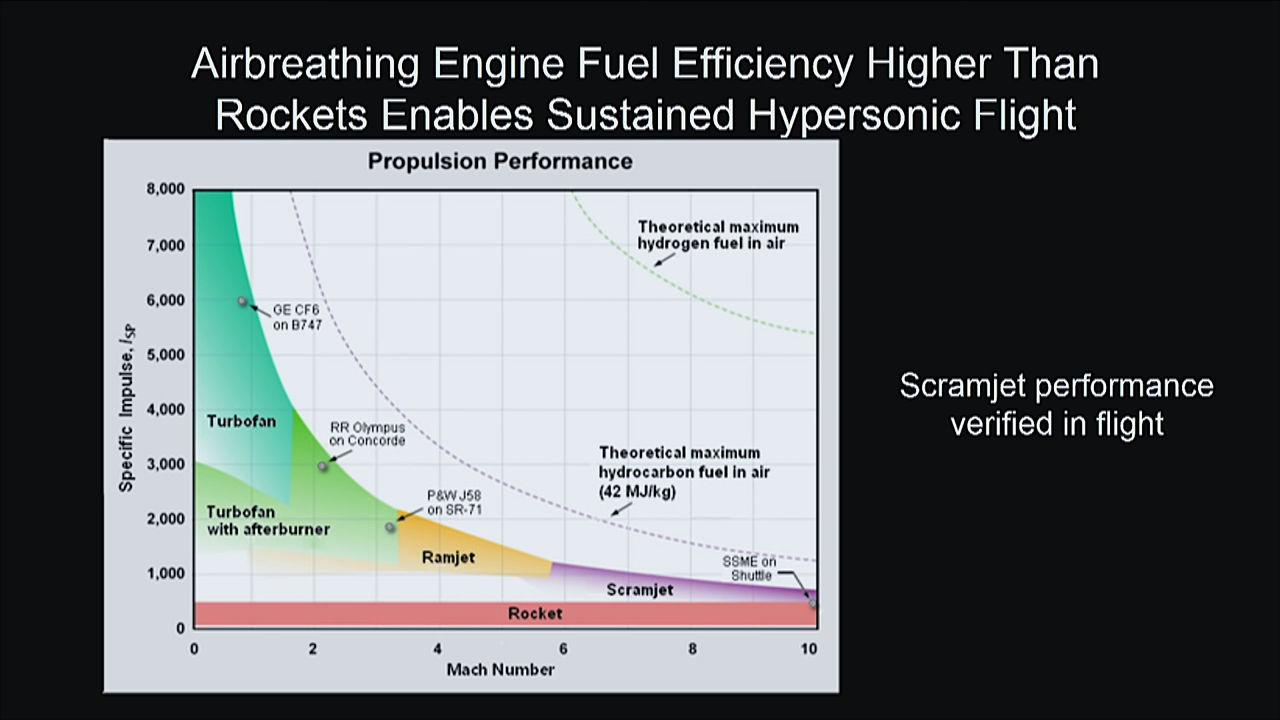 Airbreathing Engine Fuel Efficiency Higher Than
Rockets Enables Sustained Hypersonic Flight
Propulsion Performance
8,000
7,000
6,000
5,000
4,000
3,000
2,000
1,000
0
Specific Impulse, Isp
Theoretical maximum
hydrogen fuel in air
GE CF6
on B747
Turbofan
RR Olympus
on Concorde
Theoretical maximum
hydrocarbon fuel in air
(42 MJ/kg)
P&W J58
on SR-71
Turbofan
with afterburner
Ramjet
SSME on
Shuttle
Scramjet
Rocket
0 2 4 6 8 10
Mach Number
Scramjet performance
verified in flight